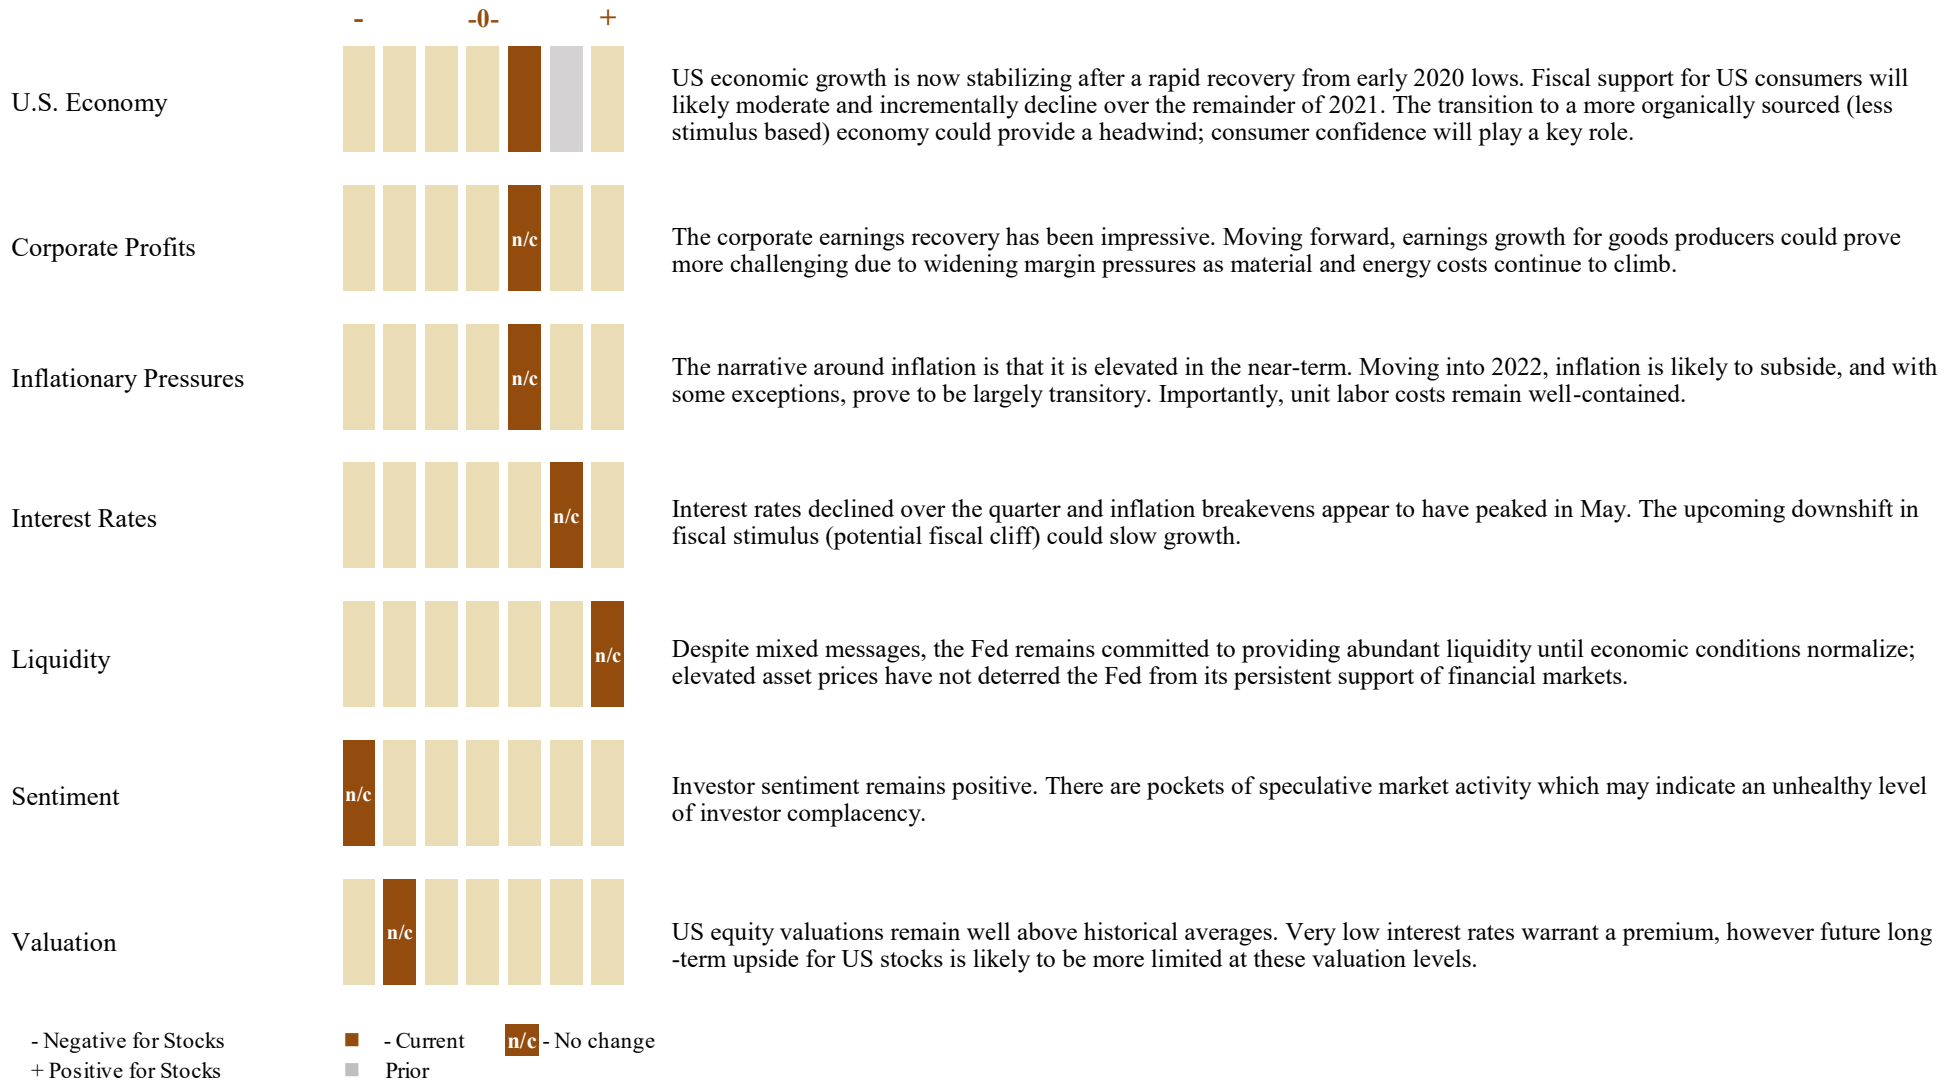 - -0- +
U.S. Economy
US economic growth is now stabilizing after a rapid recovery from early 2020 lows. Fiscal support for US consumers will
likely moderate and incrementally decline over the remainder of 2021. The transition to a more organically sourced (less
stimulus based) economy could provide a headwind; consumer confidence will play a key role.
Corporate Profits
n/c
The corporate earnings recovery has been impressive. Moving forward, earnings growth for goods producers could prove
more challenging due to widening margin pressures as material and energy costs continue to climb.
Inflationary Pressures
n/c
The narrative around inflation is that it is elevated in the near-term. Moving into 2022, inflation is likely to subside, and with
some exceptions, prove to be largely transitory. Importantly, unit labor costs remain well-contained.
Interest Rates
n/c
Interest rates declined over the quarter and inflation breakevens appear to have peaked in May. The upcoming downshift in
fiscal stimulus (potential fiscal cliff) could slow growth.
Liquidity
n/c
Despite mixed messages, the Fed remains committed to providing abundant liquidity until economic conditions normalize;
elevated asset prices have not deterred the Fed from its persistent support of financial markets.
Sentiment
n/c
Investor sentiment remains positive. There are pockets of speculative market activity which may indicate an unhealthy level
of investor complacency.
Valuation
n/c
US equity valuations remain well above historical averages. Very low interest rates warrant a premium, however future long
-term upside for US stocks is likely to be more limited at these valuation levels.
- Negative for Stocks
- Current
n/c - No change
+ Positive for Stocks
Prior